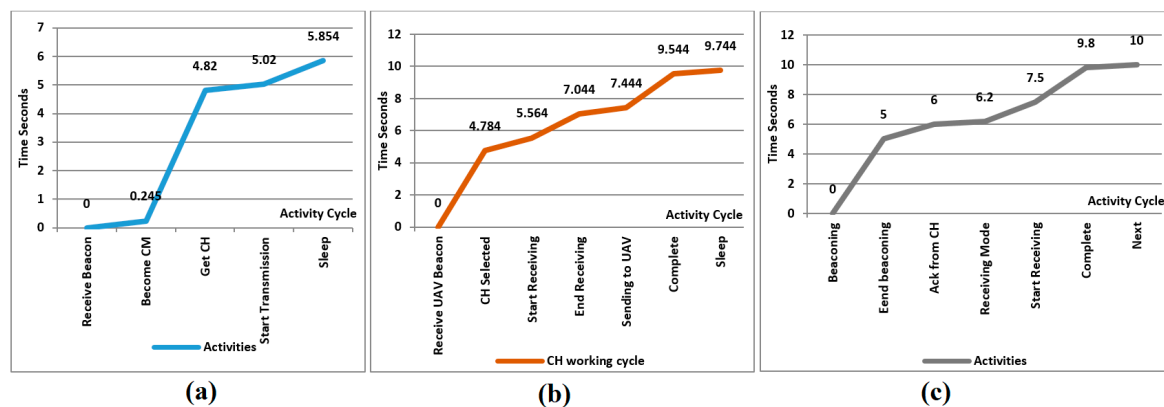 7
6
5
4
3
2
1
0
Time Seconds
0
0.245
4.82
5.02
5.854
Activity Cycle
Receive Beacon
Become CM
Get CH
Start Transmission
Sleep
Activities
(a)
12
10
8
6
4
2
0
Time Seconds
0
4.784
5.564
7.044
7.444
9.544
9.744
Activity Cycle
Receive UAV Beacon
CH Selected
Start Receiving
End Receiving
Sending to UAV
Complete
Sleep
CH working cycle
(b)
12
10
8
6
4
2
0
Time Seconds
0
5
6
6.2
7.5
9.8
10
Activity Cycle
Beaconing
Eend beaconing
Ack from CH
Receiving Mode
Start Receiving
Complete
Next
Activities
(c)